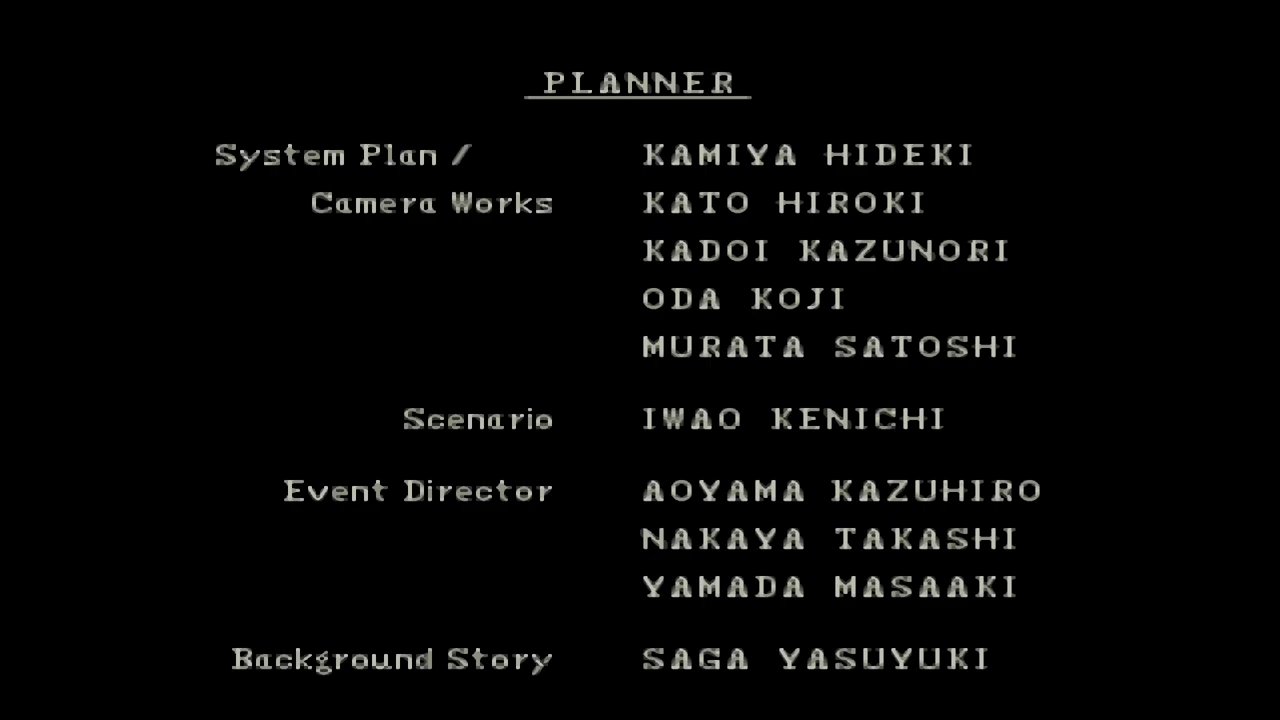 PLANNER
System Plan / KAMIYA HIDEKI
Camera Works KATO HIROKI
KADOI KAZUNORI
ODA KOJI
MURATA SATOSHI
Scenario IWAO KENICHI
Event Director AOYAMA KAZUHIRO
NAKAYA TAKASHI
YAMADA MASAAKI
Background Story SAGA YASUYUKI